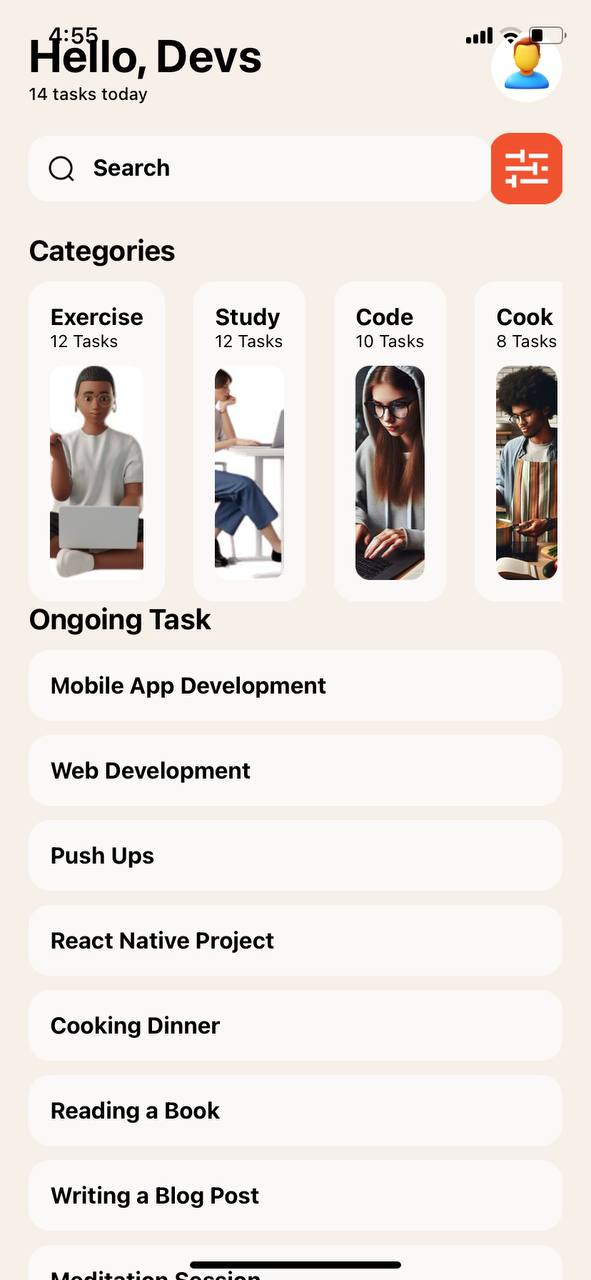 4:55
Hello, Devs
14 tasks today
Search
Categories
Exercise
12 Tasks
Study
12 Tasks
Code
10 Tasks
Cook
8 Tasks
Ongoing Task
Mobile App Development
Web Development
Push Ups
React Native Project
Cooking Dinner
Reading a Book
Writing a Blog Post
Meditation Session